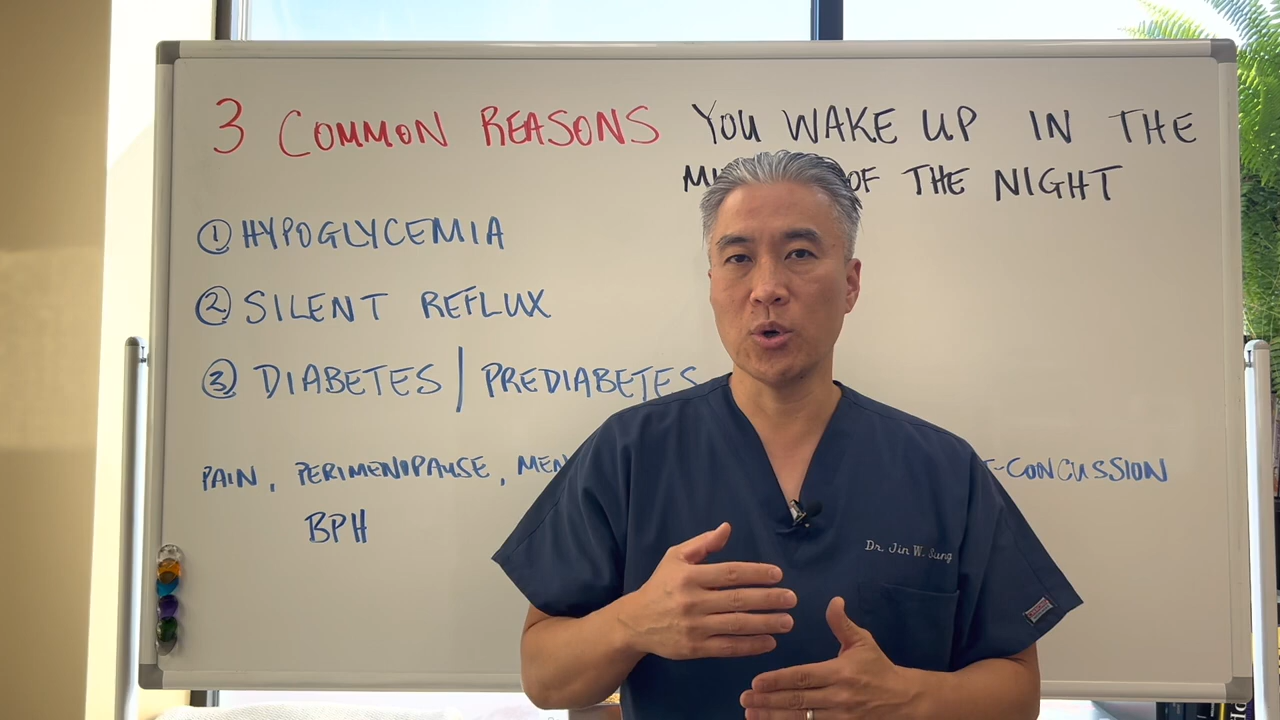 3 COMMON REASONS YOU WAKE UP IN THE
OF THE NIGHT
① HYPOGLYCEMIA
② SILENT REFLUX
③ DIABETES / PREDIABETES
PAIN, PERIMENOPAUSE, CONCUSSION
BPH
Dr. Jin W. Sung